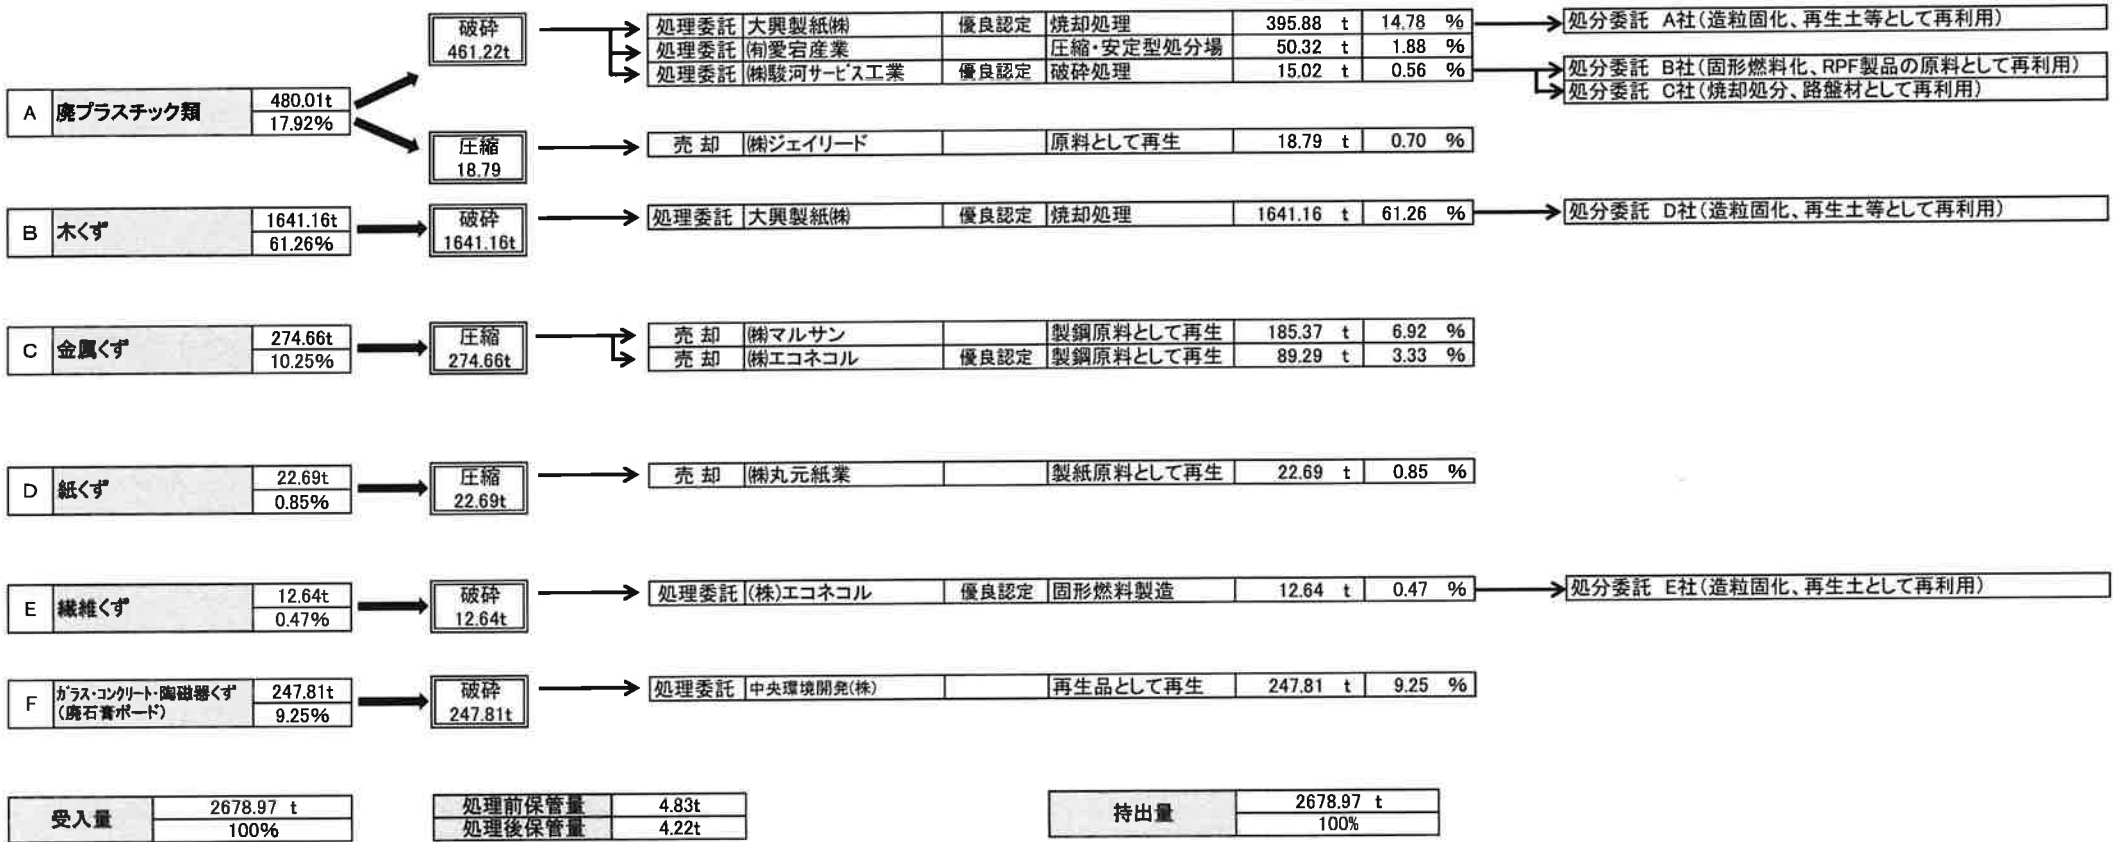 破砕
461.22t
処理委託 大興製紙㈱ 優良認定 焼却処理 395.88 t 14.78 %
処分委託 A社(造粒固化、再生土等として再利用)
処理委託 ㈲愛宕産業 圧縮・安定型処分場 50.32 t 1.88 %
処理委託 ㈱駿河サービス工業 優良認定 破砕処理 15.02 t 0.56 %
処分委託 B社(固形燃料化、RPF製品の原料として再利用)
処分委託 C社(焼却処分、路盤材として再利用)
A 廃プラスチック類 480.01t
17.92%
圧縮
18.79
売却 ㈱ジェイリード 原料として再生 18.79 t 0.70 %
B 木くず 1641.16t
61.26%
破砕
1641.16t
処理委託 大興製紙㈱ 優良認定 焼却処理 1641.16 t 61.26 %
処分委託 D社(造粒固化、再生土等として再利用)
C 金属くず 274.66t
10.25%
圧縮
274.66t
売却 ㈱マルサン 製鋼原料として再生 185.37 t 6.92 %
売却 ㈱エコネコル 優良認定 製鋼原料として再生 89.29 t 3.33 %
D 紙くず 22.69t
0.85%
圧縮
22.69t
売却 ㈱丸元紙業 製紙原料として再生 22.69 t 0.85 %
E 繊維くず 12.64t
0.47%
破砕
12.64t
処理委託 (株)エコネコル 優良認定 固形燃料製造 12.64 t 0.47 %
処分委託 E社(造粒固化、再生土として再利用)
F ガラス・コンクリート・陶磁器くず
(廃石膏ボード)
247.81t
9.25%
破砕
247.81t
処理委託 中央環境開発(株) 再生品として再生 247.81 t 9.25 %
受入量 2678.97 t
100%
処理前保管量 4.83t
処理後保管量 4.22t
持出量 2678.97 t
100%